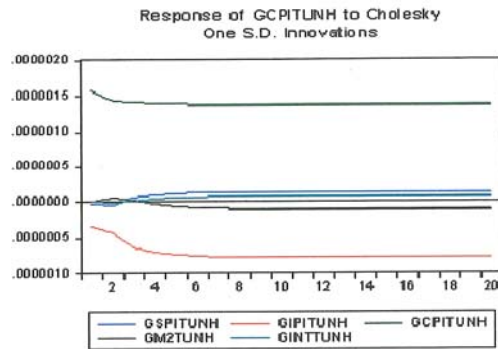 Response of GCPITUNH to Cholesky
One S.D. Innovations
.0000020
.0000015
.0000010
.0000005
.0000000
.0000005
.0000010
2 4 6 8 10 12 14 16 18 20
GSPITUNH GIPITUNH GCPITUNH
GM2TUNH GINTTUNH